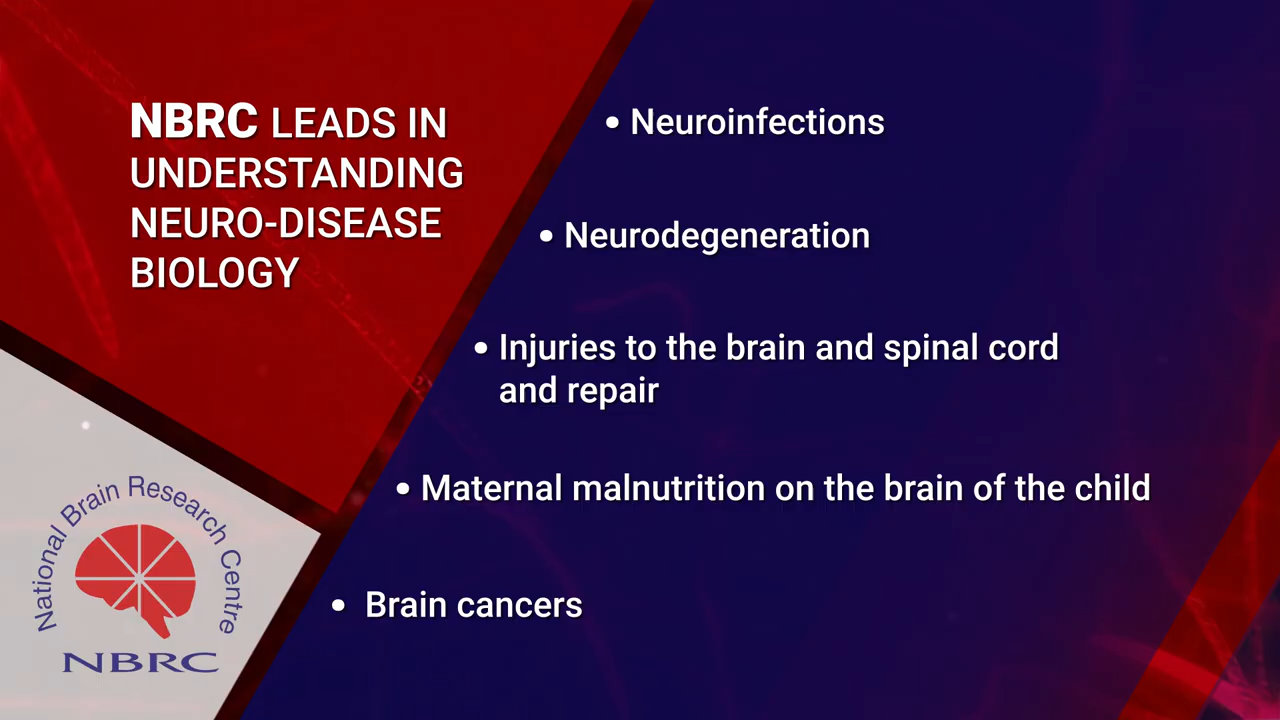 NBRC LEADS IN
UNDERSTANDING
NEURO-DISEASE
BIOLOGY
• Neuroinfections
• Neurodegeneration
• Injuries to the brain and spinal cord
and repair
• Maternal malnutrition on the brain of the child
• Brain cancers
National Brain Research Centre
NBRC